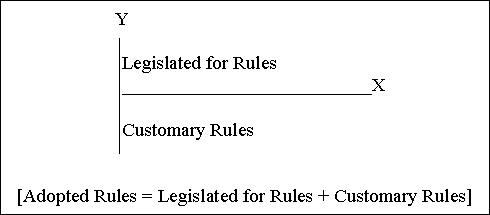 Y
Legislated for Rules
X
Customary Rules
[Adopted Rules = Legislated for Rules + Customary Rules]